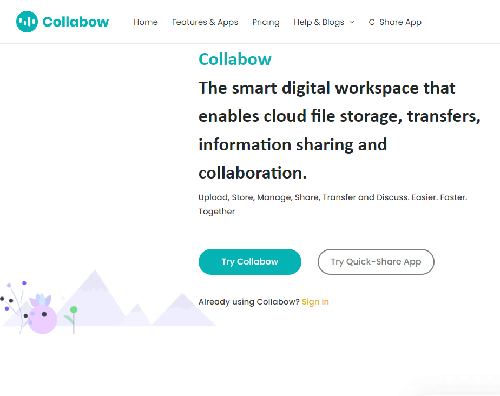 Collabow
Home Features & Apps Pricing Help & Blogs C-Share App
Collabow
The smart digital workspace that
enables cloud file storage, transfers,
information sharing and
collaboration.
Upload, Store, Manage, Share, Transfer and Discuss. Easier. Faster.
Together
Try Collabow Try Quick-Share App
Already using Collabow? Sign in